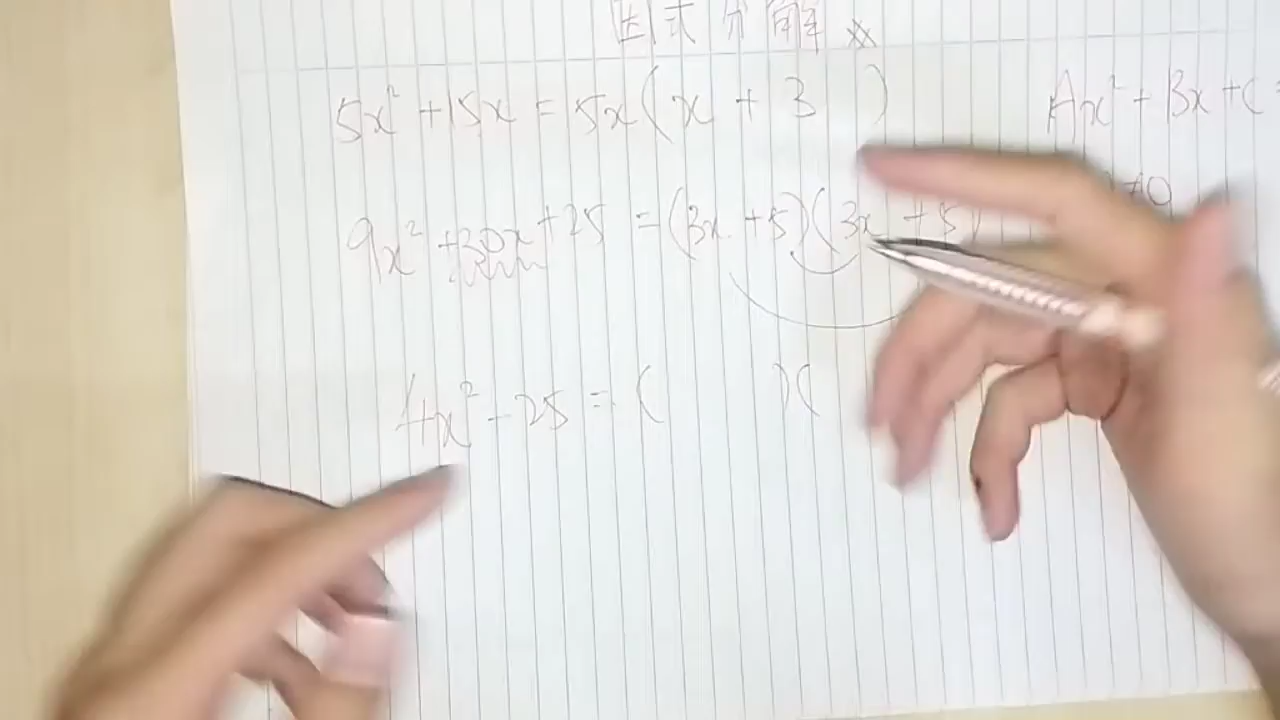 因式分解 *
5x² + 15x = 5x(x + 3 )
Ax² + Bx + C =
≠0
9x² +30x +25 = (3x +5)(3x +5)
4x² - 25 = ( )(